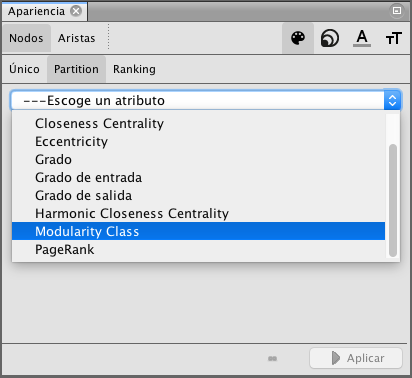 Apariencia
Nodos Aristas A TT
Único Partition Ranking
---Escoge un atributo
Closeness Centrality
Eccentricity
Grado
Grado de entrada
Grado de salida
Harmonic Closeness Centrality
Modularity Class
PageRank
Aplicar